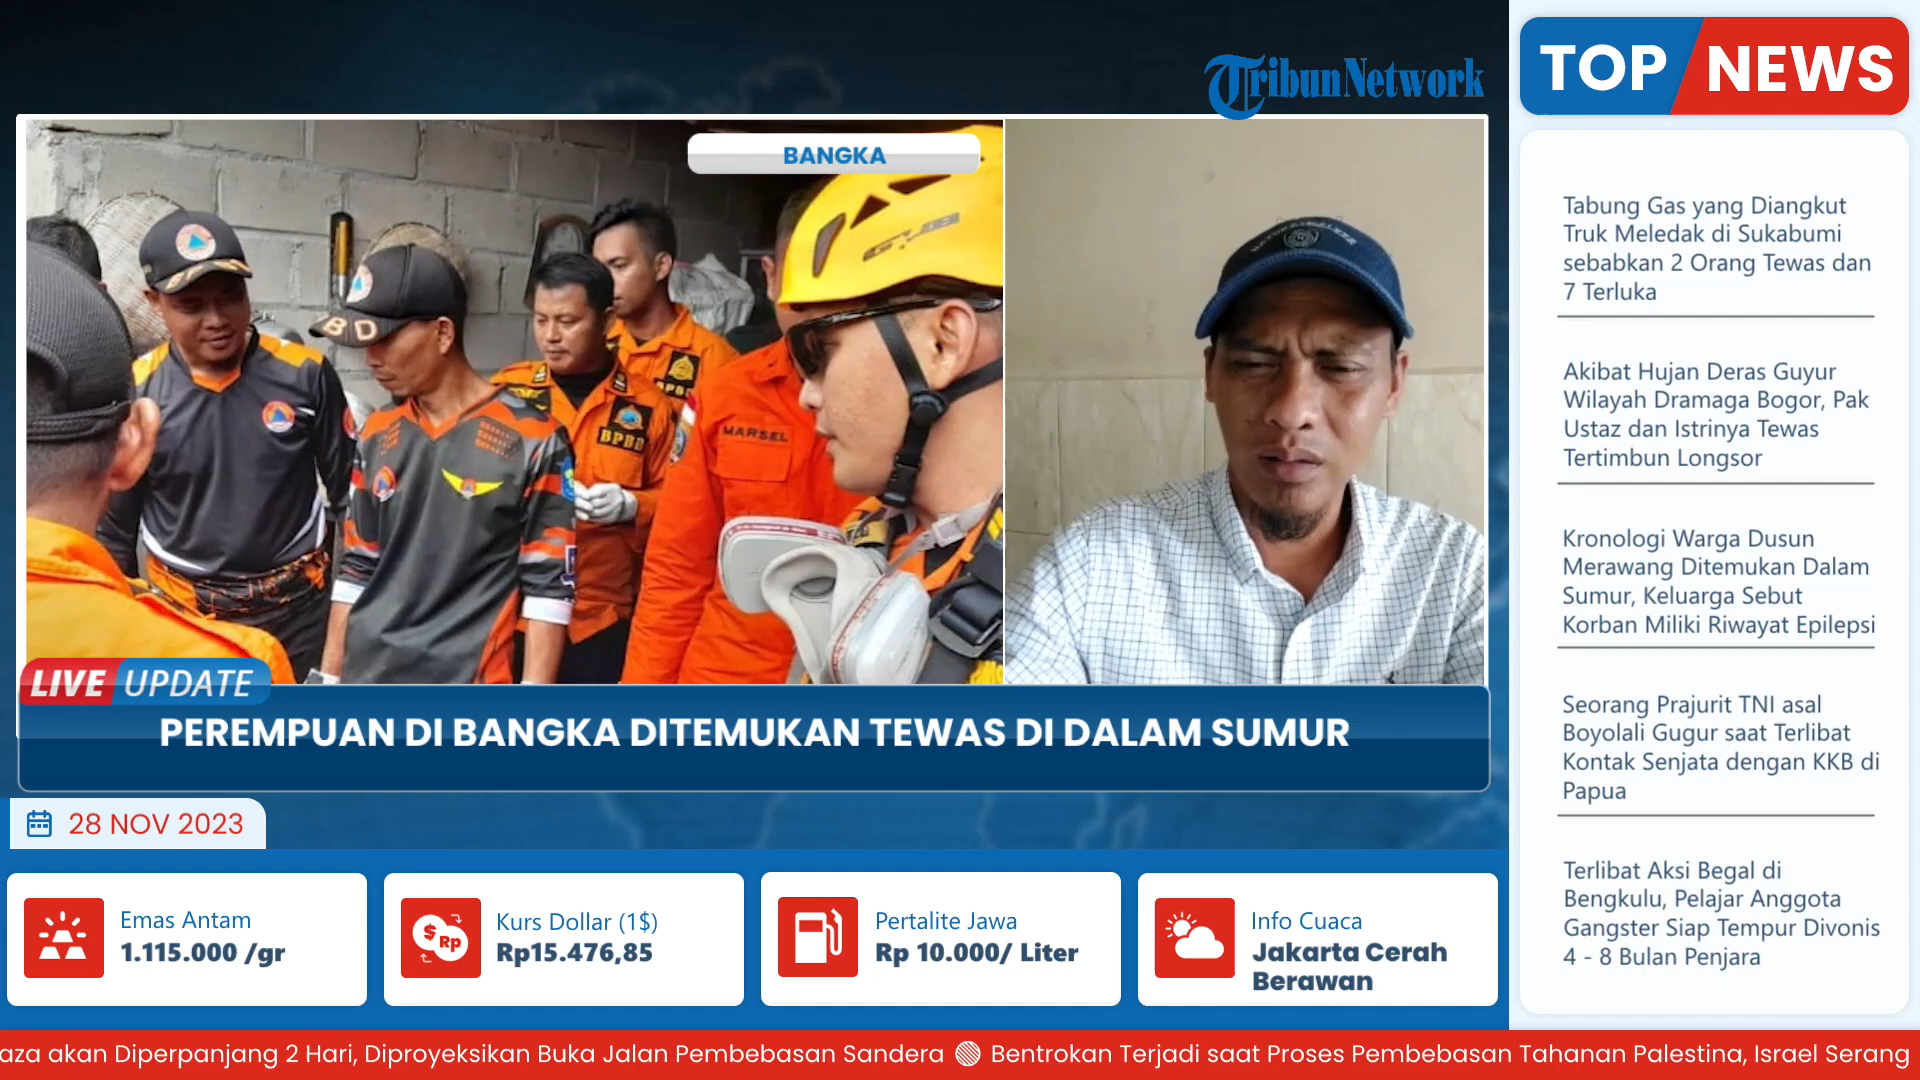 TribunNetwork
TOP NEWS
BANGKA
BPBD
BPBD
MARSEL
GVB
BD
LIVE UPDATE
PEREMPUAN DI BANGKA DITEMUKAN TEWAS DI DALAM SUMUR
28 NOV 2023
Emas Antam
1.115.000 /gr
Kurs Dollar (1$)
Rp15.476,85
Pertalite Jawa
Rp 10.000/ Liter
Info Cuaca
Jakarta Cerah
Berawan
Tabung Gas yang Diangkut
Truk Meledak di Sukabumi
sebabkan 2 Orang Tewas dan
7 Terluka
Akibat Hujan Deras Guyur
Wilayah Dramaga Bogor, Pak
Ustaz dan Istrinya Tewas
Tertimbun Longsor
Kronologi Warga Dusun
Merawang Ditemukan Dalam
Sumur, Keluarga Sebut
Korban Miliki Riwayat Epilepsi
Seorang Prajurit TNI asal
Boyolali Gugur saat Terlibat
Kontak Senjata dengan KKB di
Papua
Terlibat Aksi Begal di
Bengkulu, Pelajar Anggota
Gangster Siap Tempur Divonis
4 - 8 Bulan Penjara
aza akan Diperpanjang 2 Hari, Diproyeksikan Buka Jalan Pembebasan Sandera Bentrokan Terjadi saat Proses Pembebasan Tahanan Palestina, Israel Serang